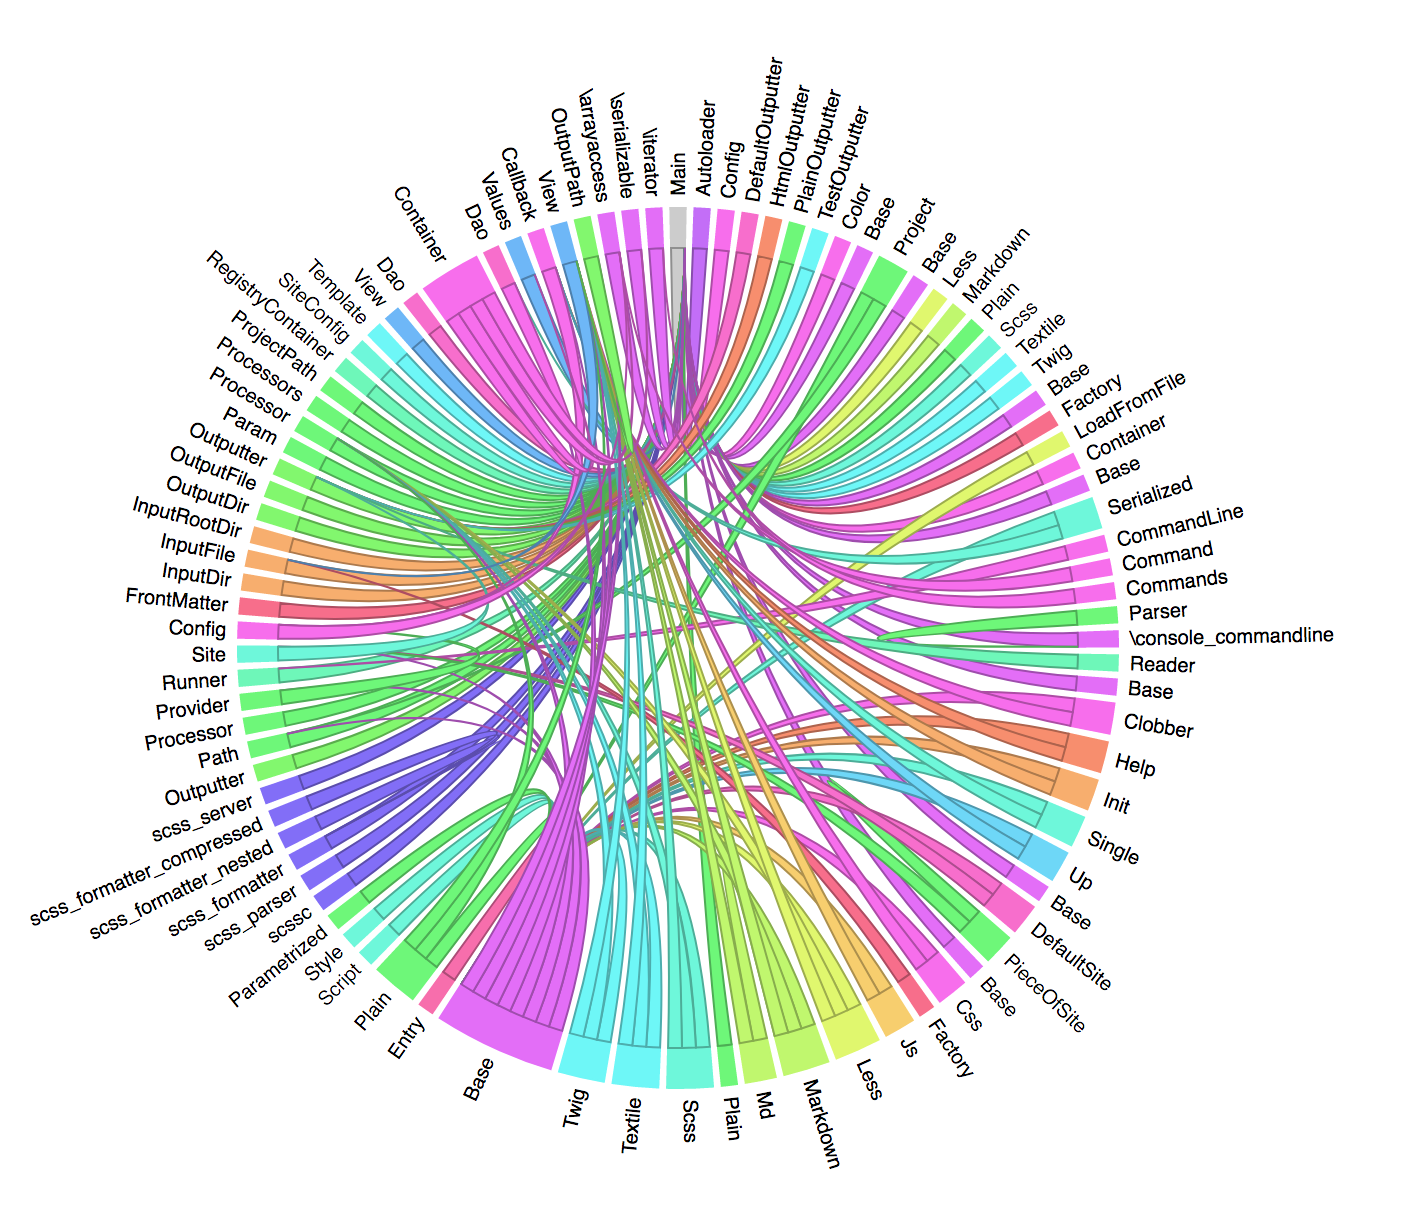 Main
Autoloader
Config
DefaultOutputter
HtmlOutputter
PlainOutputter
TestOutputter
Color
Base
Project
Base
Less
Markdown
Plain
Scss
Textile
Twig
Base
Factory
LoadFromFile
Container
Base
Serialized
CommandLine
Command
Commands
Parser
\console_commandline
Reader
Base
Clobber
Help
Init
Single
Up
Base
DefaultSite
PieceOfSite
Base
Css
Factory
Js
Less
Markdown
Md
Plain
Scss
Textile
Twig
Base
Entry
Plain
Script
Style
Parametrized
scssc
scss_parser
scss_formatter
scss_formatter_nested
scss_formatter_compressed
scss_server
Outputter
Path
Processor
Provider
Runner
Site
Config
FrontMatter
InputDir
InputFile
InputRootDir
OutputDir
OutputFile
Outputter
Param
Processor
Processors
ProjectPath
RegistryContainer
SiteConfig
Template
View
Dao
Container
Dao
Values
Callback
View
OutputPath
\arrayaccess
\serializable
\iterator